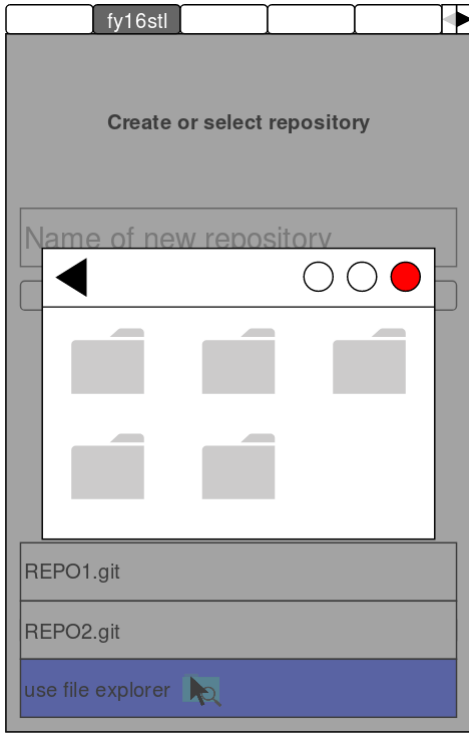 fy16stl
Create or select repository
Name of new repository
REPO1.git
REPO2.git
use file explorer